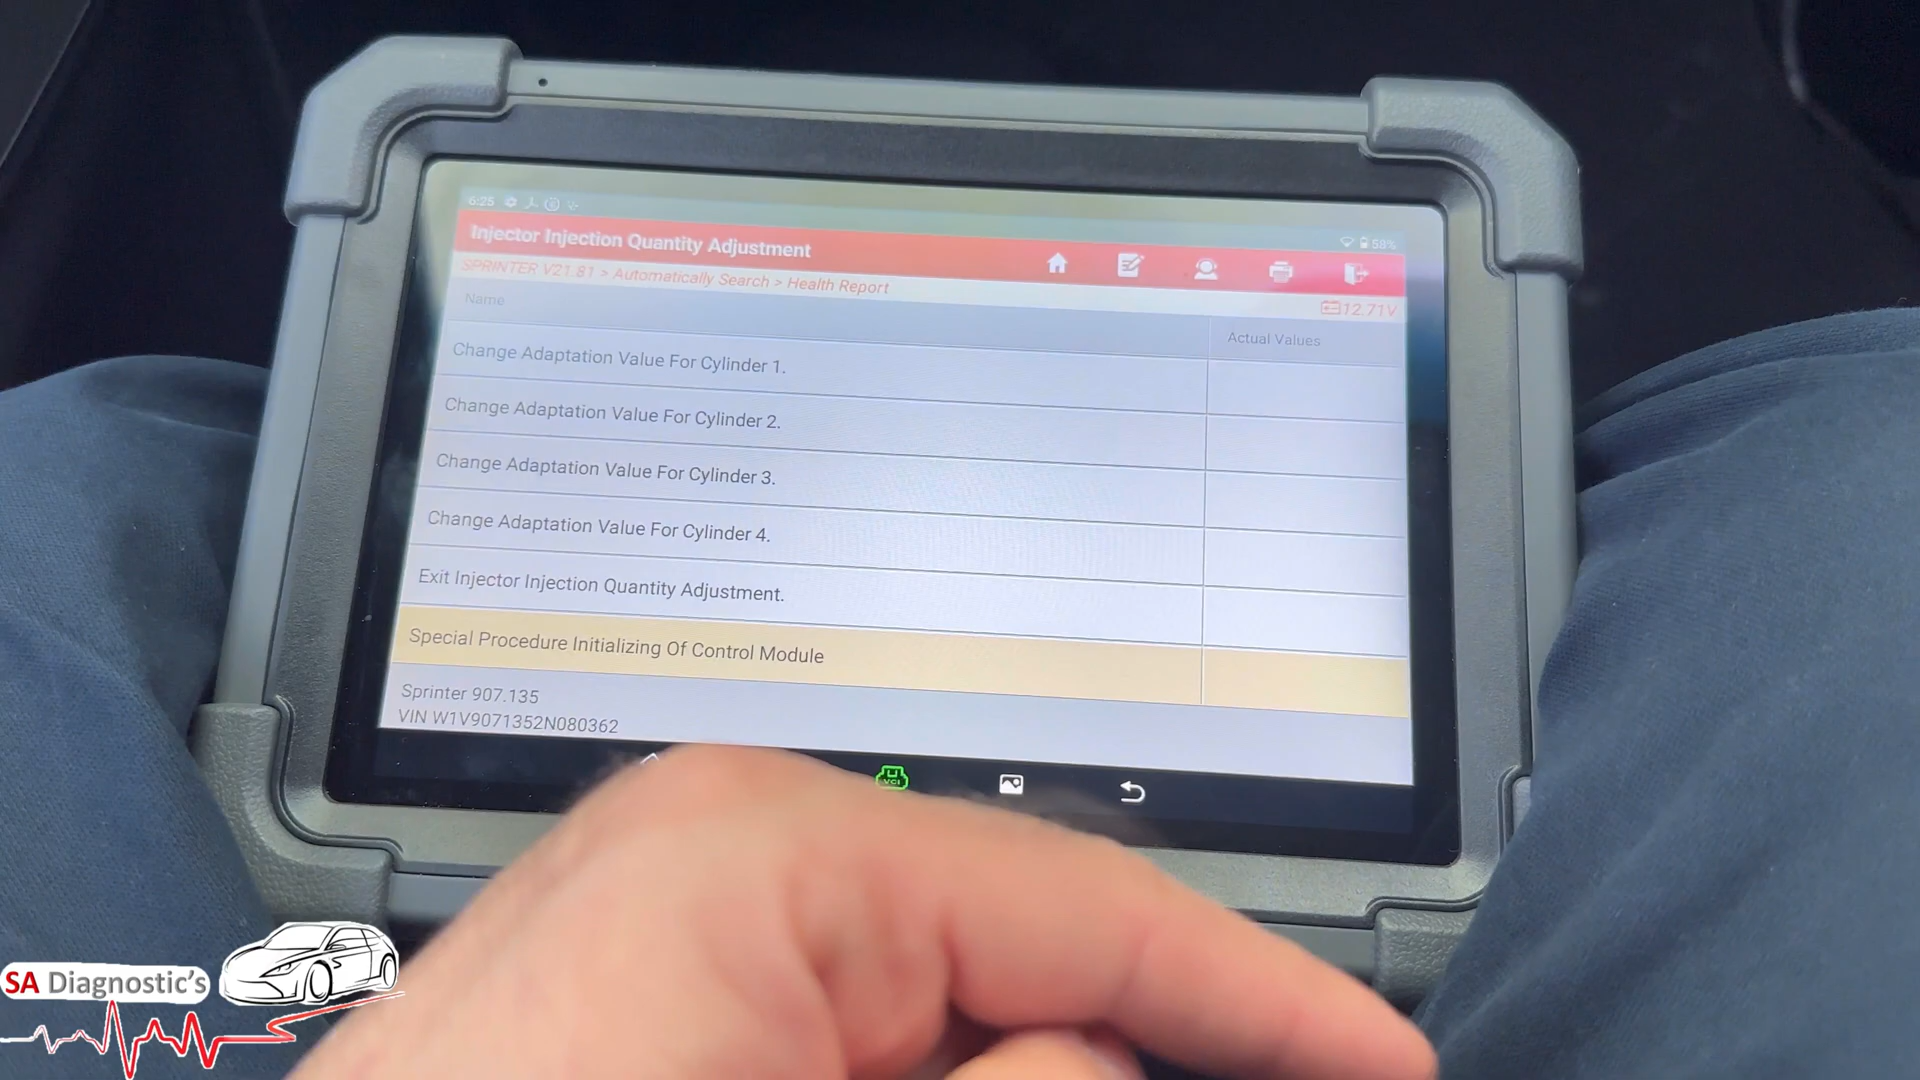 6:25
58%
Injector Injection Quantity Adjustment
SPRINTER V21.81 > Automatically Search > Health Report
12.71V
Name
Actual Values
Change Adaptation Value For Cylinder 1.
Change Adaptation Value For Cylinder 2.
Change Adaptation Value For Cylinder 3.
Change Adaptation Value For Cylinder 4.
Exit Injector Injection Quantity Adjustment.
Special Procedure Initializing Of Control Module
Sprinter 907.135
VIN W1V9071352N080362
VCI
SA Diagnostic's